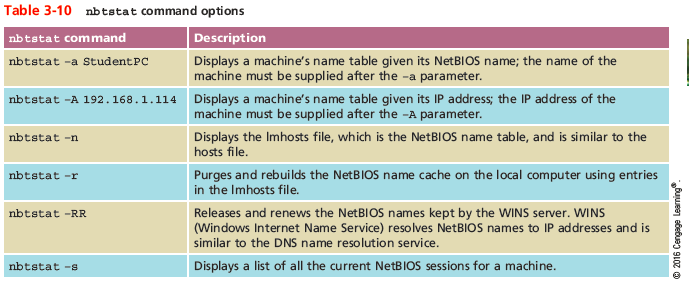 Table 3-10 nbtstat command options
nbtstat command Description
nbtstat -a StudentPC Displays a machine's name table given its NetBIOS name; the name of the
machine must be supplied after the -a parameter.
nbtstat -A 192.168.1.114 Displays a machine's name table given its IP address; the IP address of the
machine must be supplied after the -A parameter.
nbtstat -n Displays the lmhosts file, which is the NetBIOS name table, and is similar to the
hosts file.
nbtstat -r Purges and rebuilds the NetBIOS name cache on the local computer using entries
in the lmhosts file.
nbtstat -RR Releases and renews the NetBIOS names kept by the WINS server. WINS
(Windows Internet Name Service) resolves NetBIOS names to IP addresses and is
similar to the DNS name resolution service.
nbtstat -s Displays a list of all the current NetBIOS sessions for a machine.
© 2016 Cengage Learning®.